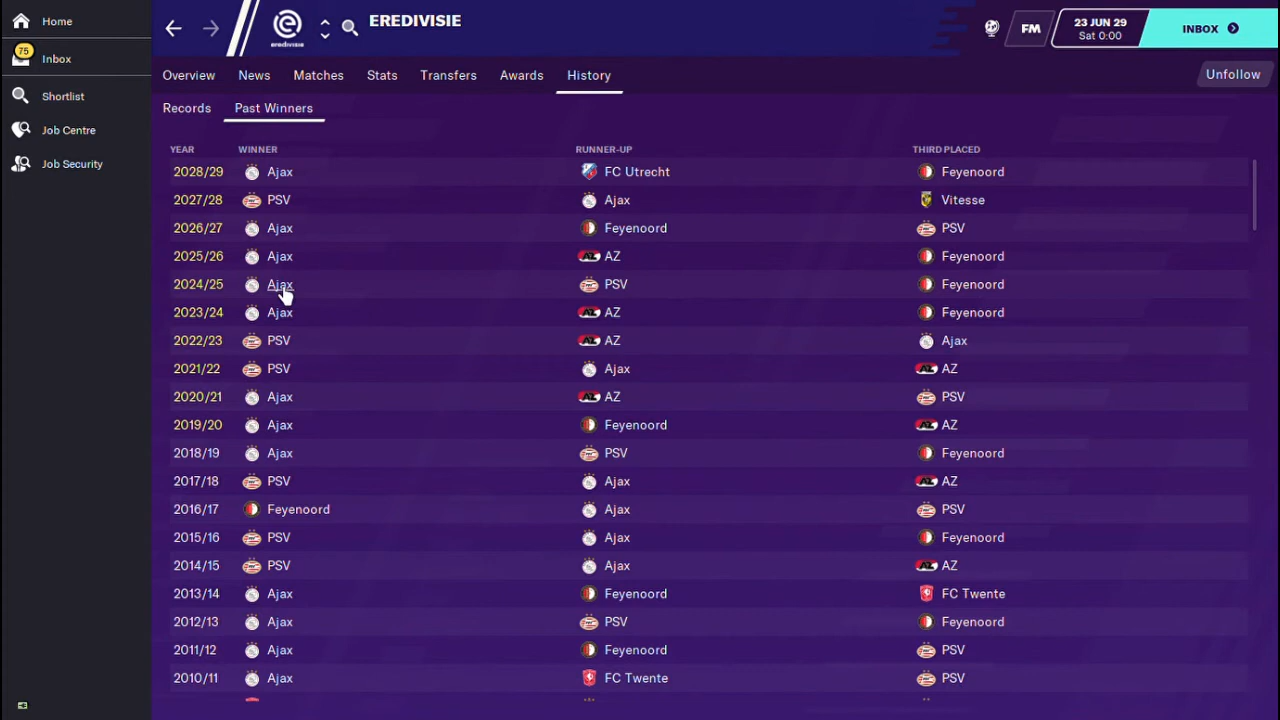 Home
75
Inbox
Shortlist
Job Centre
Job Security
eredivisie
EREDIVISIE
FM
23 JUN 29
Sat 0:00
INBOX
Overview News Matches Stats Transfers Awards History
Unfollow
Records Past Winners
YEAR WINNER RUNNER-UP THIRD PLACED
2028/29 Ajax FC Utrecht Feyenoord
2027/28 PSV Ajax Vitesse
2026/27 Ajax Feyenoord PSV
2025/26 Ajax AZ Feyenoord
2024/25 Ajax PSV Feyenoord
2023/24 Ajax AZ Feyenoord
2022/23 PSV AZ Ajax
2021/22 PSV Ajax AZ
2020/21 Ajax AZ PSV
2019/20 Ajax Feyenoord AZ
2018/19 Ajax PSV Feyenoord
2017/18 PSV Ajax AZ
2016/17 Feyenoord Ajax PSV
2015/16 PSV Ajax Feyenoord
2014/15 PSV Ajax AZ
2013/14 Ajax Feyenoord FC Twente
2012/13 Ajax PSV Feyenoord
2011/12 Ajax Feyenoord PSV
2010/11 Ajax FC Twente PSV